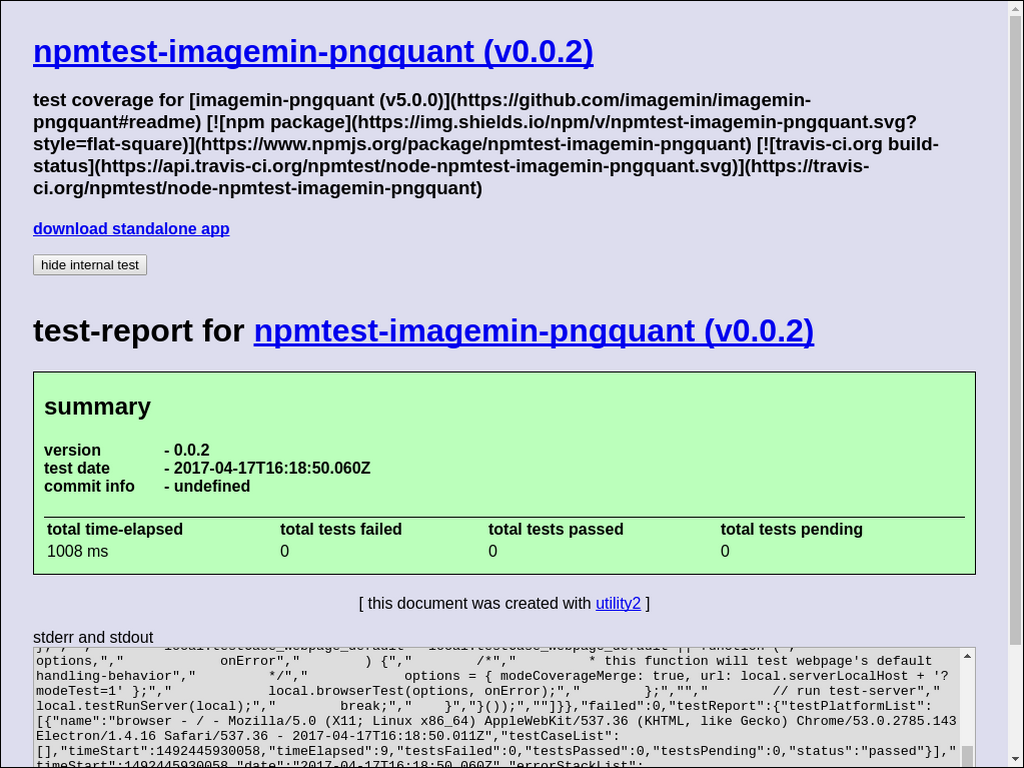 npmtest-imagemin-pngquant (v0.0.2)
test coverage for [imagemin-pngquant (v5.0.0)](https://github.com/imagemin/imagemin-
pngquant#readme) [![npm package](https://img.shields.io/npm/v/npmtest-imagemin-pngquant.svg?
style=flat-square)](https://www.npmjs.org/package/npmtest-imagemin-pngquant) [![travis-ci.org build-
status](https://api.travis-ci.org/npmtest/node-npmtest-imagemin-pngquant.svg)](https://travis-
ci.org/npmtest/node-npmtest-imagemin-pngquant)
download standalone app
hide internal test
test-report for npmtest-imagemin-pngquant (v0.0.2)
summary
version - 0.0.2
test date - 2017-04-17T16:18:50.060Z
commit info - undefined
total time-elapsed total tests failed total tests passed total tests pending
1008 ms 0 0 0
[ this document was created with utility2 ]
stderr and stdout
options,"," onError"," ) {"," /*"," * this function will test webpage's default
handling-behavior"," */"," options = { modeCoverageMerge: true, url: local.serverLocalHost + '?
modeTest=1' };"," local.browserTest(options, onError);"," };",""," // run test-server","
local.testRunServer(local);"," break;"," }","}());",""]}},"failed":0,"testReport":{"testPlatformList":
[{"name":"browser - / - Mozilla/5.0 (X11; Linux x86_64) AppleWebKit/537.36 (KHTML, like Gecko) Chrome/53.0.2785.143
Electron/1.4.16 Safari/537.36 - 2017-04-17T16:18:50.011Z","testCaseList":
[],"timeStart":1492445930058,"timeElapsed":9,"testsFailed":0,"testsPassed":0,"testsPending":0,"status":"passed"}],"
timeStart":1492445930058,"date":"2017-04-17T16:18:50.060Z","errorStackList":